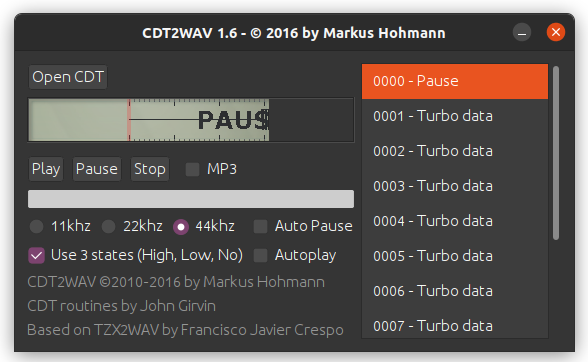 CDT2WAV 1.6 - © 2016 by Markus Hohmann
Open CDT
PAUS
Play Pause Stop MP3
11khz 22khz 44khz Auto Pause
Use 3 states (High, Low, No) Autoplay
CDT2WAV ©2010-2016 by Markus Hohmann
CDT routines by John Girvin
Based on TZX2WAV by Francisco Javier Crespo
0000 - Pause
0001 - Turbo data
0002 - Turbo data
0003 - Turbo data
0004 - Turbo data
0005 - Turbo data
0006 - Turbo data
0007 - Turbo data